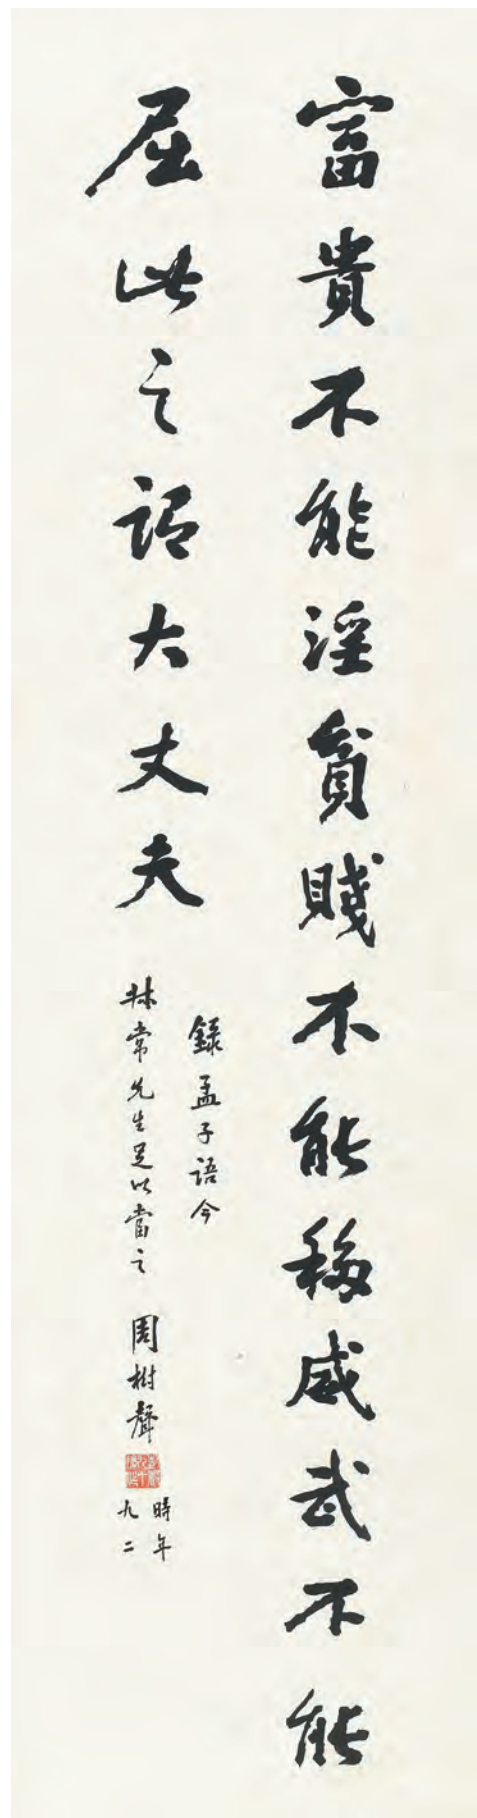 富貴不能淫貧賤不能移威武不能
屈此之謂大丈夫
錄孟子語今
林常先生足以當之 周樹聲
時年
九二